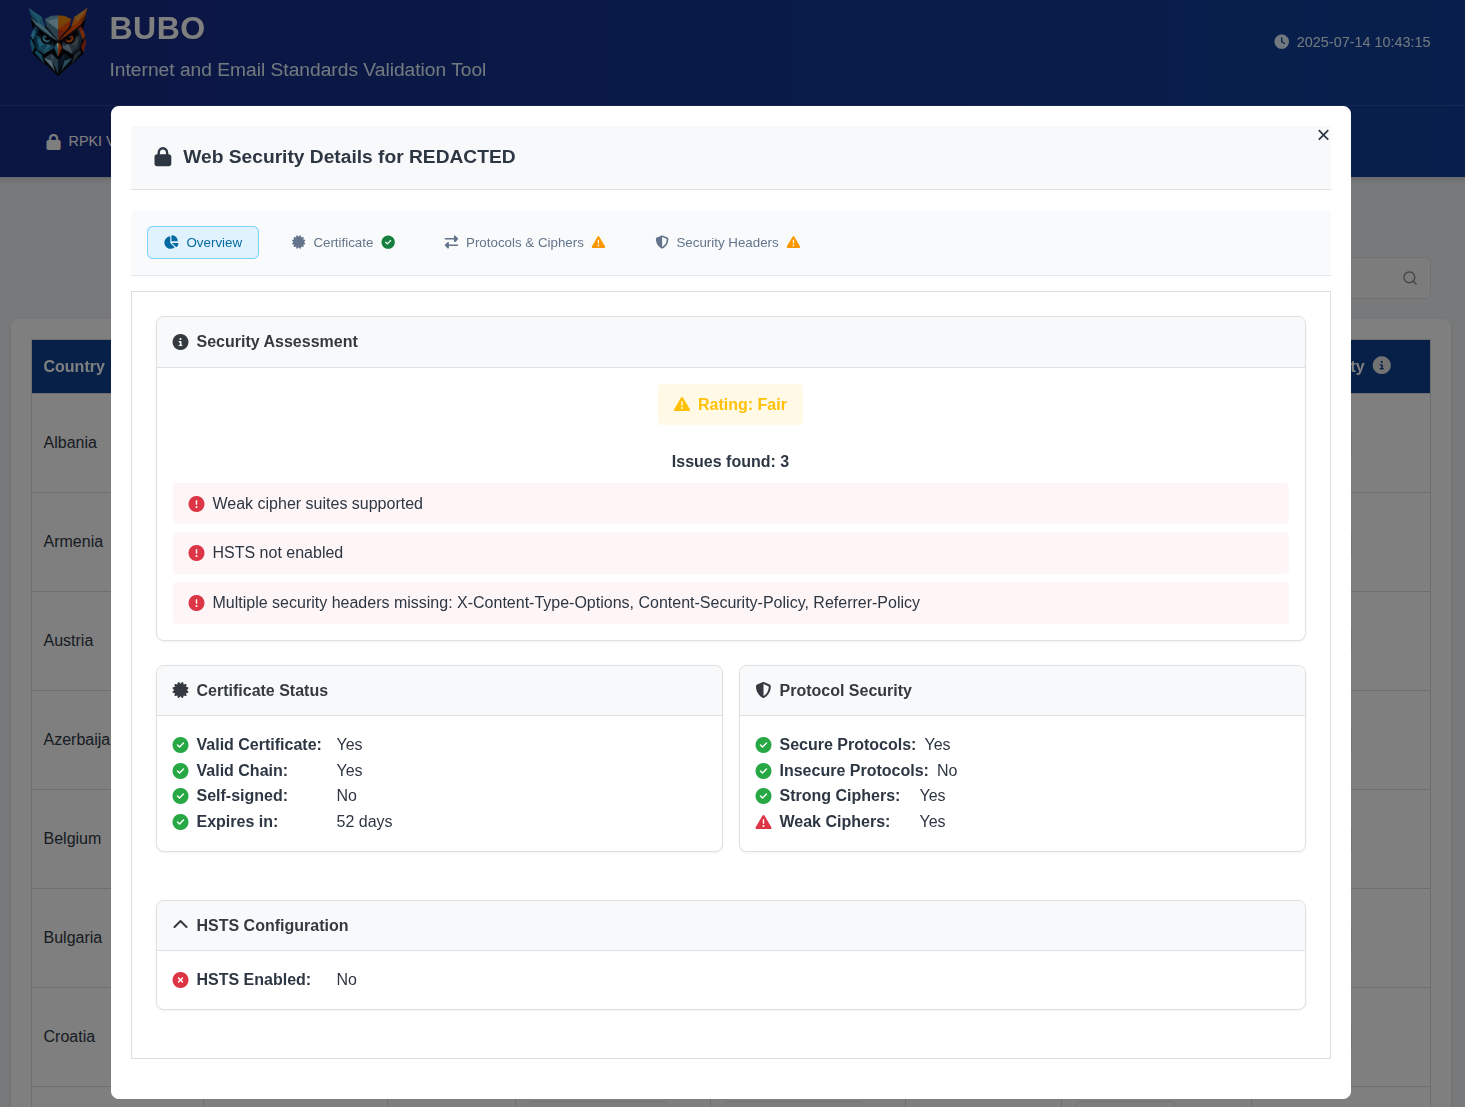 BUBO
Internet and Email Standards Validation Tool
2025-07-14 10:43:15
RPKI
Web Security Details for REDACTED
Overview
Certificate
Protocols & Ciphers
Security Headers
Security Assessment
Rating: Fair
Issues found: 3
Weak cipher suites supported
HSTS not enabled
Multiple security headers missing: X-Content-Type-Options, Content-Security-Policy, Referrer-Policy
Certificate Status
Valid Certificate: Yes
Valid Chain: Yes
Self-signed: No
Expires in: 52 days
Protocol Security
Secure Protocols: Yes
Insecure Protocols: No
Strong Ciphers: Yes
Weak Ciphers: Yes
HSTS Configuration
HSTS Enabled: No
Country
ty
Albania
Armenia
Austria
Azerbaija
Belgium
Bulgaria
Croatia